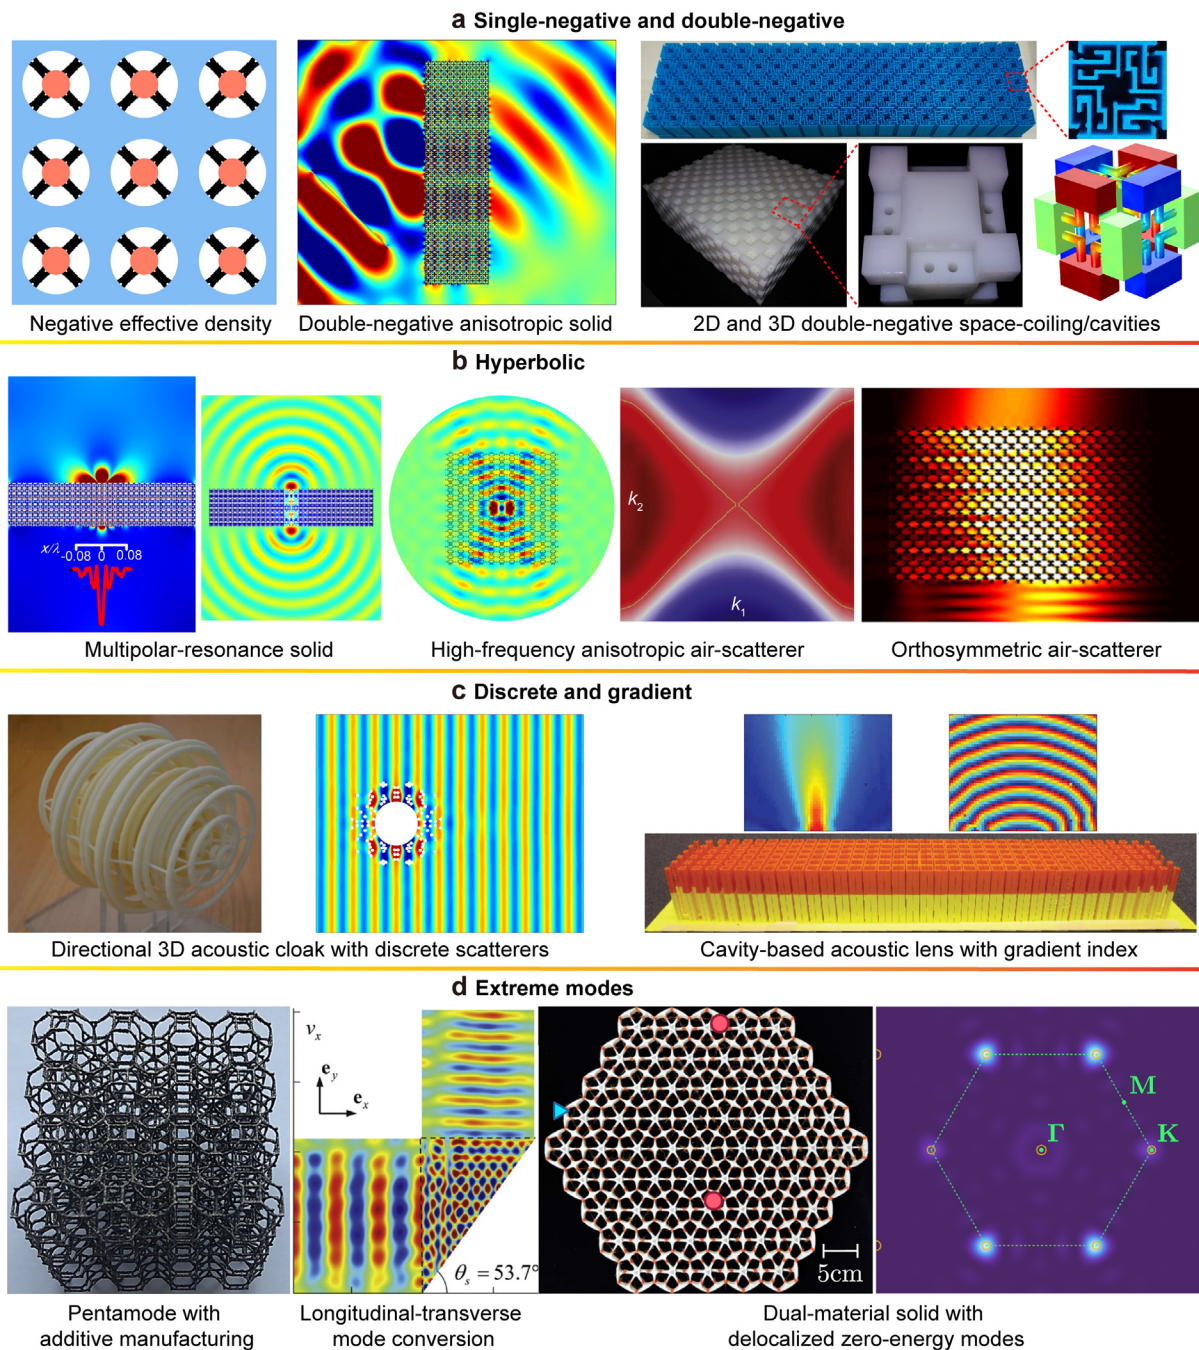 a Single-negative and double-negative
Negative effective density
Double-negative anisotropic solid
2D and 3D double-negative space-coiling/cavities
b Hyperbolic
x/λ
-0.08 0 0.08
k₂
k₁
Multipolar-resonance solid
High-frequency anisotropic air-scatterer
Orthosymmetric air-scatterer
c Discrete and gradient
Directional 3D acoustic cloak with discrete scatterers
Cavity-based acoustic lens with gradient index
d Extreme modes
vₓ
e_y
eₓ
θₛ = 53.7°
5cm
M
Γ
K
Pentamode with
additive manufacturing
Longitudinal-transverse
mode conversion
Dual-material solid with
delocalized zero-energy modes